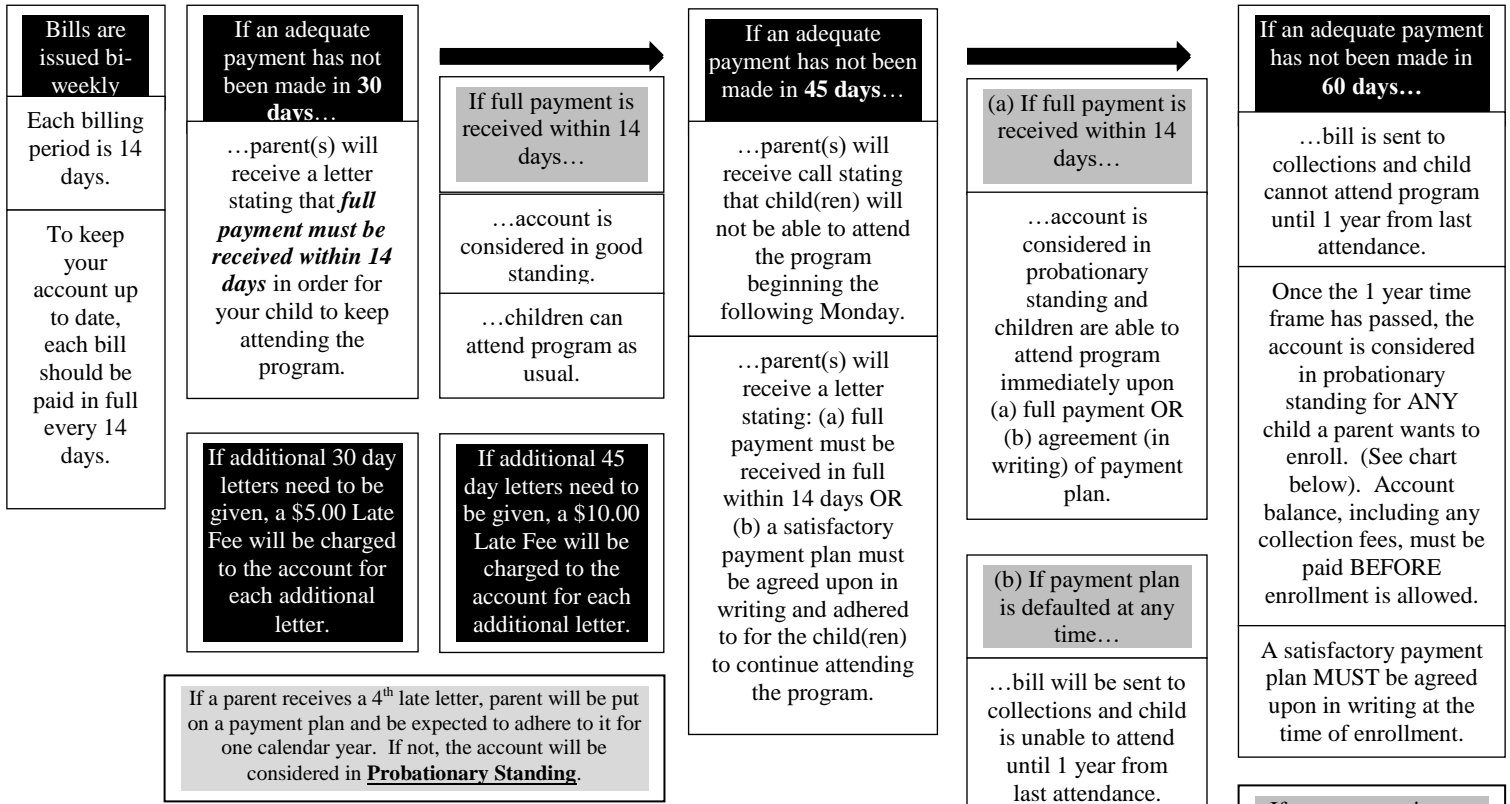 Bills are
issued bi-
weekly
Each billing
period is 14
days.
To keep
your
account up
to date,
each bill
should be
paid in full
every 14
days.
If an adequate
payment has not
been made in 30
days…
…parent(s) will
receive a letter
stating that full
payment must be
received within 14
days in order for
your child to keep
attending the
program.
If full payment is
received within 14
days…
…account is
considered in good
standing.
…children can
attend program as
usual.
If additional 30 day
letters need to be
given, a $5.00 Late
Fee will be charged
to the account for
each additional
letter.
If additional 45
day letters need to
be given, a $10.00
Late Fee will be
charged to the
account for each
additional letter.
If a parent receives a 4th late letter, parent will be put
on a payment plan and be expected to adhere to it for
one calendar year. If not, the account will be
considered in Probationary Standing.
If an adequate
payment has not been
made in 45 days…
…parent(s) will
receive call stating
that child(ren) will
not be able to attend
the program
beginning the
following Monday.
…parent(s) will
receive a letter
stating: (a) full
payment must be
received in full
within 14 days OR
(b) a satisfactory
payment plan must
be agreed upon in
writing and adhered
to for the child(ren)
to continue attending
the program.
(a) If full payment is
received within 14
days…
…account is
considered in
probationary
standing and
children are able to
attend program
immediately upon
(a) full payment OR
(b) agreement (in
writing) of payment
plan.
(b) If payment plan
is defaulted at any
time…
…bill will be sent to
collections and child
is unable to attend
until 1 year from
last attendance.
If an adequate payment
has not been made in
60 days…
…bill is sent to
collections and child
cannot attend program
until 1 year from last
attendance.
Once the 1 year time
frame has passed, the
account is considered
in probationary
standing for ANY
child a parent wants to
enroll. (See chart
below). Account
balance, including any
collection fees, must be
paid BEFORE
enrollment is allowed.
A satisfactory payment
plan MUST be agreed
upon in writing at the
time of enrollment.